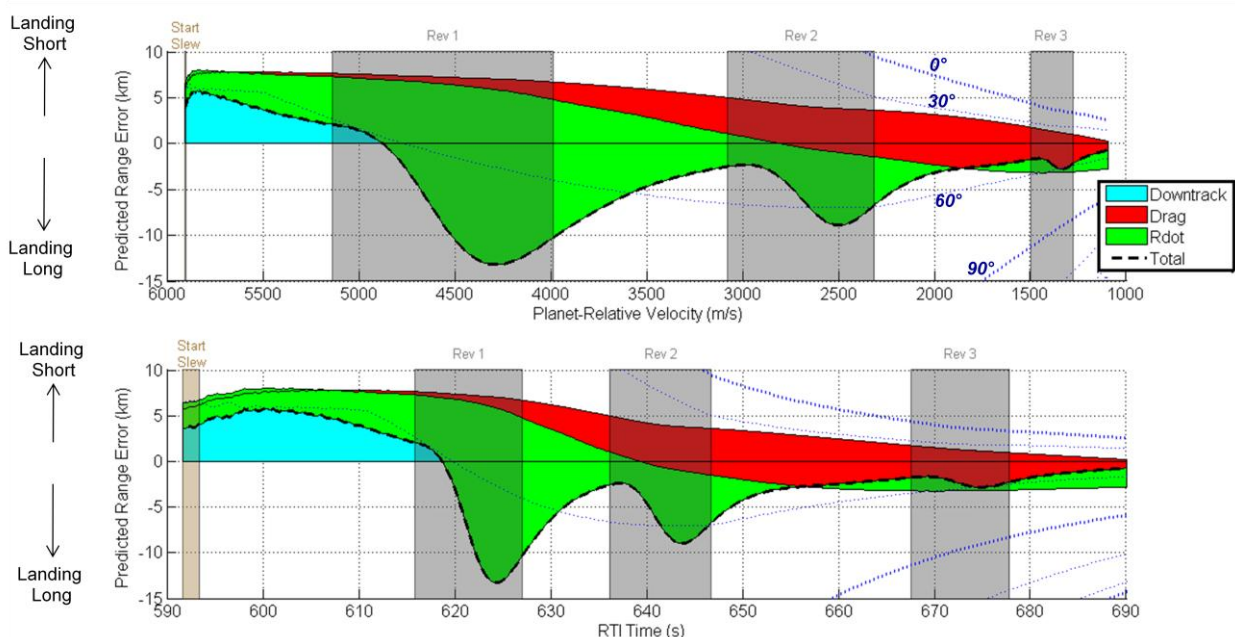 Landing
Short
Landing
Long
Start
Slew
Rev 1
Rev 2
Rev 3
10
5
0
-5
-10
-15
Predicted Range Error (km)
0°
30°
60°
90°
Downtrack
Drag
Rdot
Total
6000
5500
5000
4500
4000
3500
3000
2500
2000
1500
1000
Planet-Relative Velocity (m/s)
Landing
Short
Landing
Long
Start
Slew
Rev 1
Rev 2
Rev 3
10
5
0
-5
-10
-15
Predicted Range Error (km)
590
600
610
620
630
640
650
660
670
680
690
RTI Time (s)